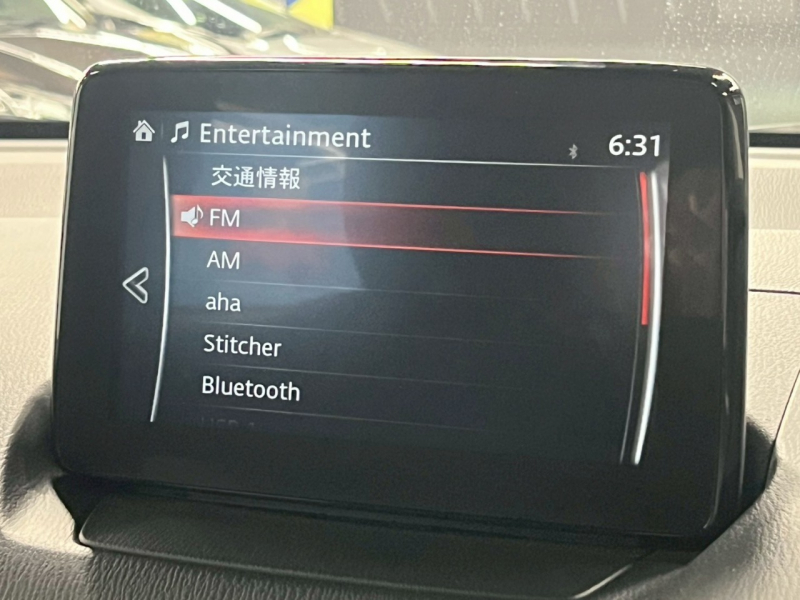 Entertainment
6:31
交通情報
FM
AM
aha
Stitcher
Bluetooth